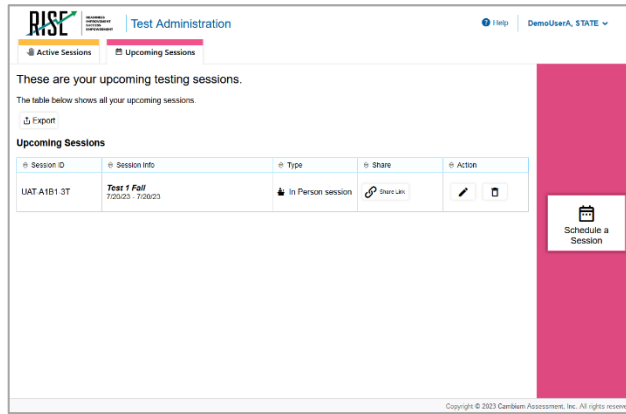 RISE READINESS IMPROVEMENT SUCCESS EMPOWERMENT
Test Administration
Help
DemoUserA, STATE
Active Sessions
Upcoming Sessions
These are your upcoming testing sessions.
The table below shows all your upcoming sessions.
Export
Upcoming Sessions
Session ID Session Info Type Share Action
UAT-A1B1-3T Test 1 Fall In Person session Share Link
7/20/23 - 7/20/23
Schedule a
Session
Copyright © 2023 Cambium Assessment, Inc. All rights reserve